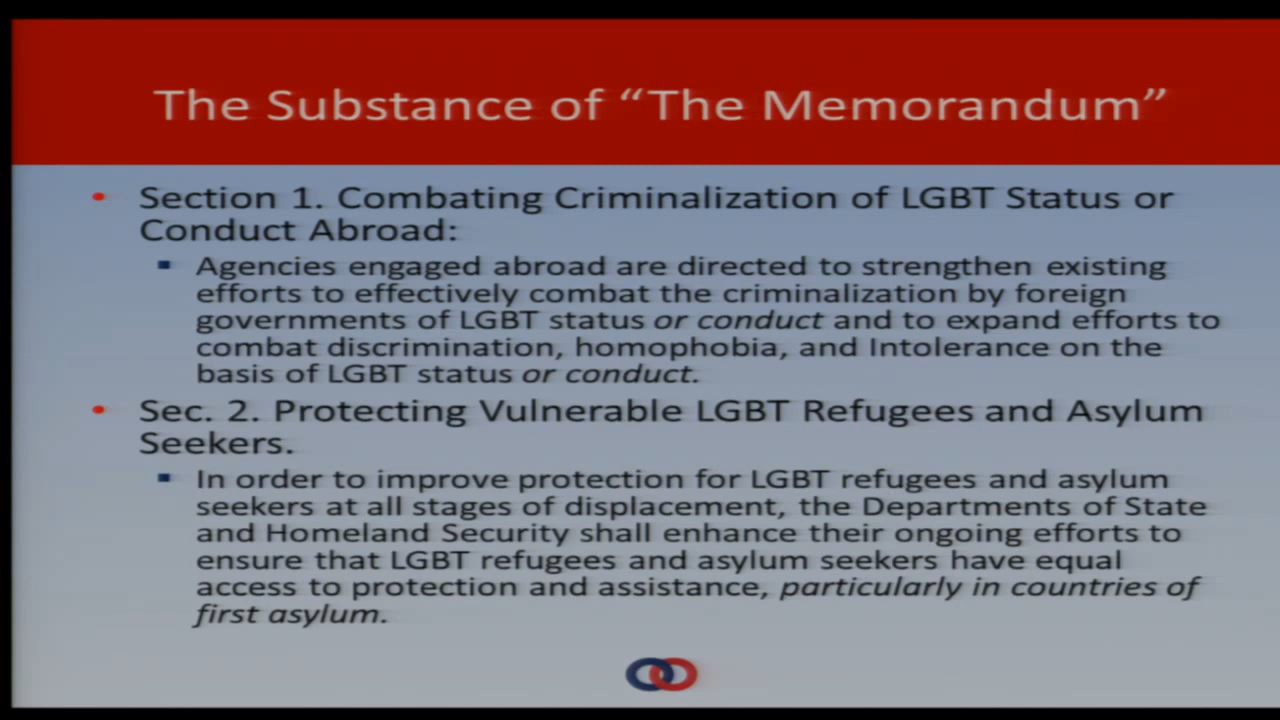 The Substance of “The Memorandum”
• Section 1. Combating Criminalization of LGBT Status or
Conduct Abroad:
▪ Agencies engaged abroad are directed to strengthen existing
efforts to effectively combat the criminalization by foreign
governments of LGBT status or conduct and to expand efforts to
combat discrimination, homophobia, and Intolerance on the
basis of LGBT status or conduct.
• Sec. 2. Protecting Vulnerable LGBT Refugees and Asylum
Seekers.
▪ In order to improve protection for LGBT refugees and asylum
seekers at all stages of displacement, the Departments of State
and Homeland Security shall enhance their ongoing efforts to
ensure that LGBT refugees and asylum seekers have equal
access to protection and assistance, particularly in countries of
first asylum.